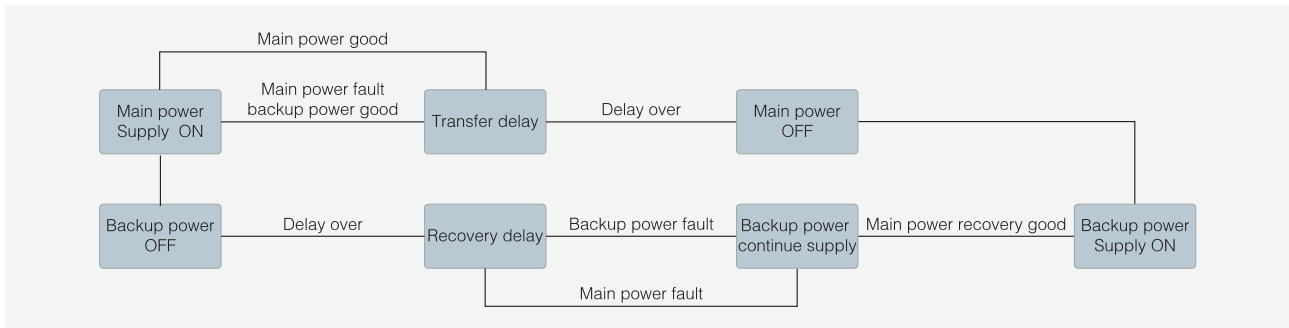 Main power good
Main power fault
backup power good
Main power
Supply ON
Transfer delay
Delay over
Main power
OFF
Backup power
OFF
Delay over
Recovery delay
Backup power fault
Backup power
continue supply
Main power recovery good
Backup power
Supply ON
Main power fault